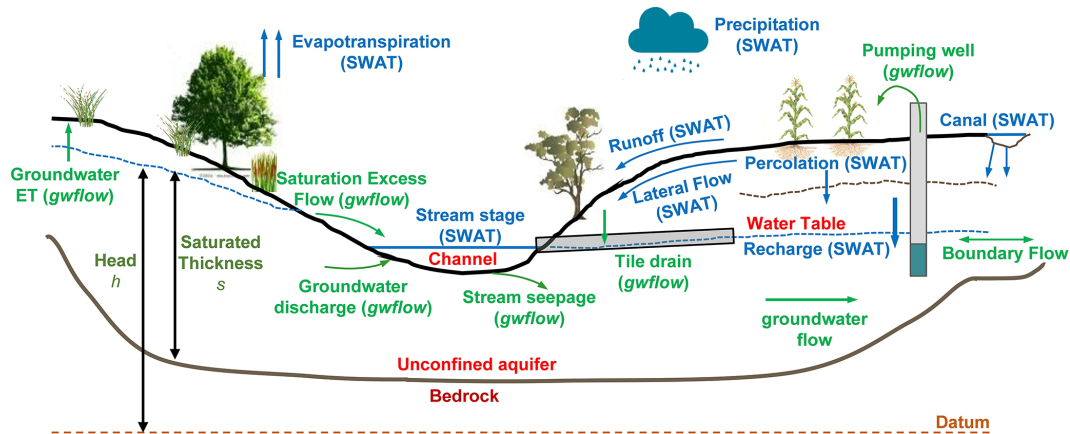 Evapotranspiration
(SWAT)
Precipitation
(SWAT)
Pumping well
(gwflow)
Canal (SWAT)
Runoff (SWAT)
Percolation (SWAT)
Lateral Flow
(SWAT)
Groundwater
ET (gwflow)
Saturation Excess
Flow (gwflow)
Stream stage
(SWAT)
Water Table
Recharge (SWAT)
Boundary Flow
Saturated
Thickness
s
Head
h
Channel
Groundwater
discharge (gwflow)
Stream seepage
(gwflow)
Tile drain
(gwflow)
groundwater
flow
Unconfined aquifer
Bedrock
Datum